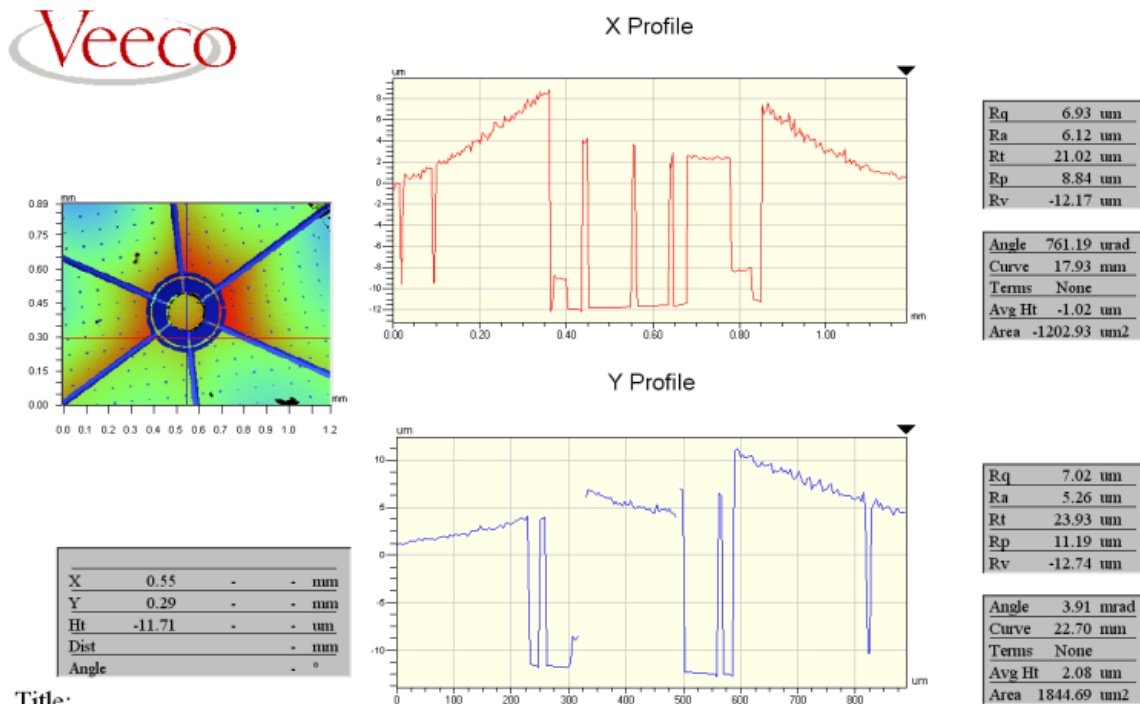 Veeco
X Profile
um
8
6
4
2
0
-2
-4
-6
-8
-10
-12
0.00 0.20 0.40 0.60 0.80 1.00
mm
Rq 6.93 um
Ra 6.12 um
Rt 21.02 um
Rp 8.84 um
Rv -12.17 um
Angle 761.19 urad
Curve 17.93 mm
Terms None
Avg Ht -1.02 um
Area -1202.93 um2
mm
0.89
0.75
0.60
0.45
0.30
0.15
0.00
mm
0.0 0.1 0.2 0.3 0.4 0.5 0.6 0.7 0.8 0.9 1.0 1.2
Y Profile
um
10
5
0
-5
-10
um
0 100 200 300 400 500 600 700 800
Rq 7.02 um
Ra 5.26 um
Rt 23.93 um
Rp 11.19 um
Rv -12.74 um
Angle 3.91 mrad
Curve 22.70 mm
Terms None
Avg Ht 2.08 um
Area 1844.69 um2
X 0.55 - - mm
Y 0.29 - - mm
Ht -11.71 - - um
Dist - mm
Angle - °
Title: